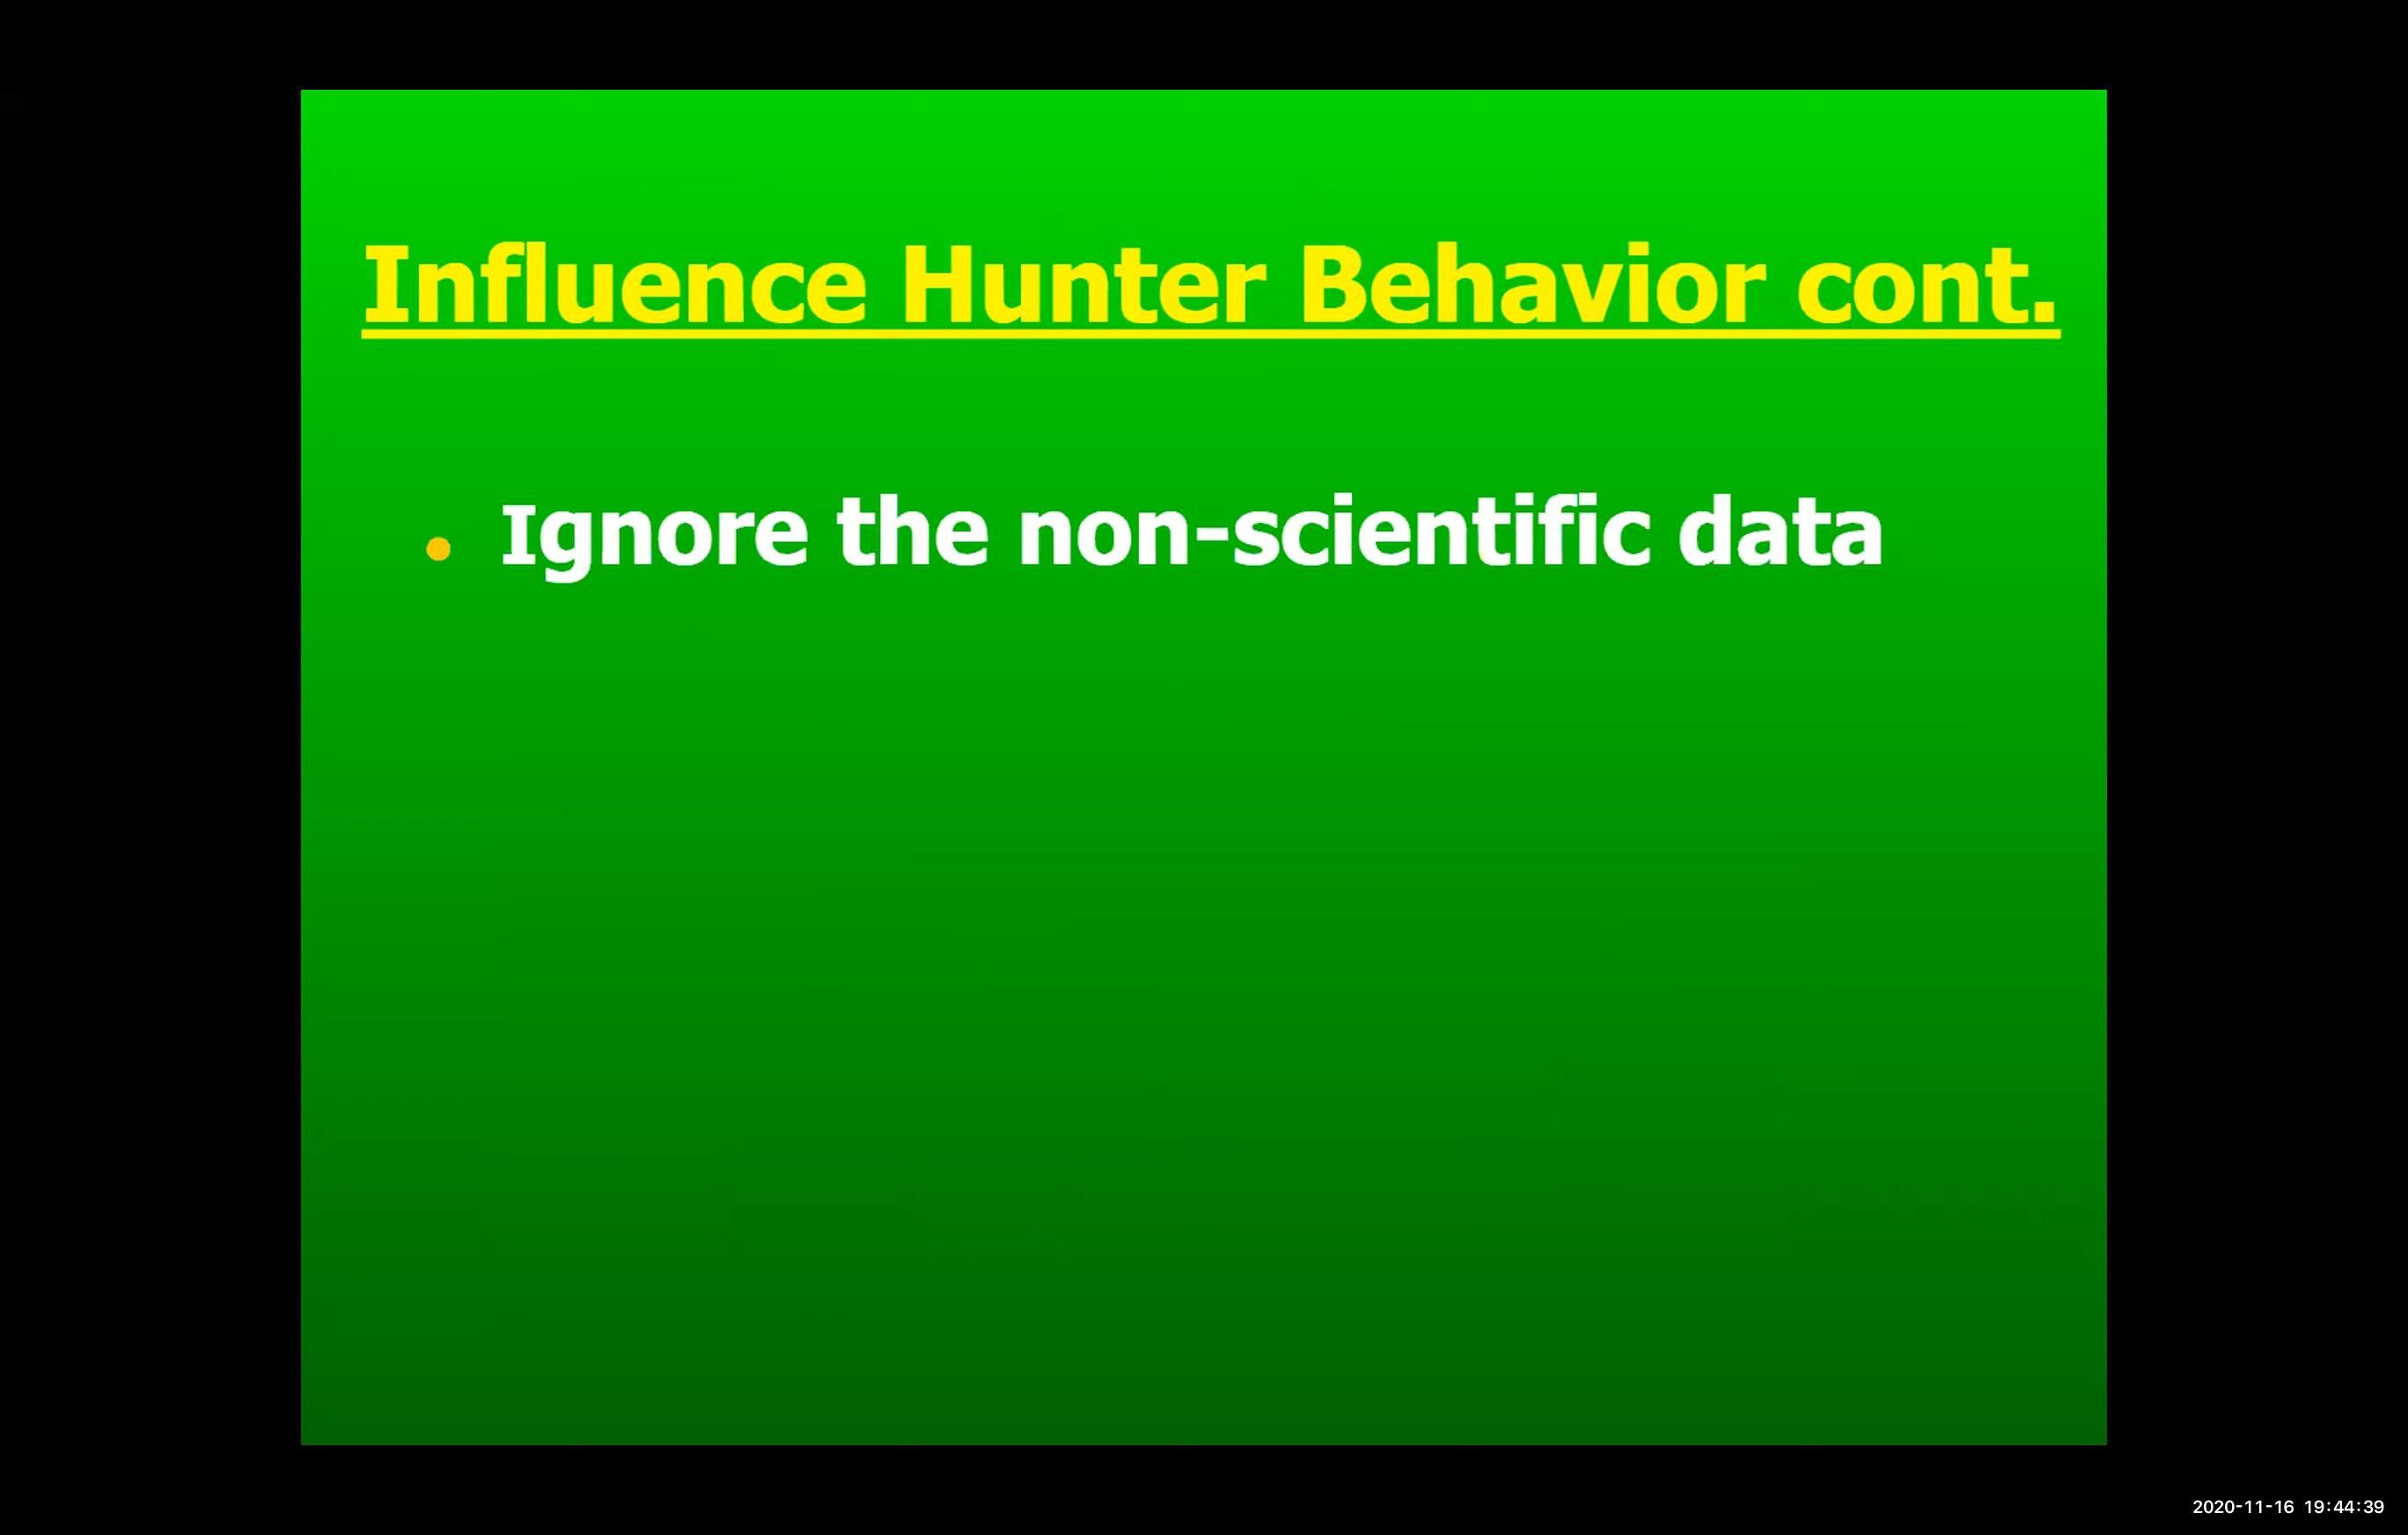 Influence Hunter Behavior cont.
Ignore the non-scientific data
2020-11-16 19:44:39